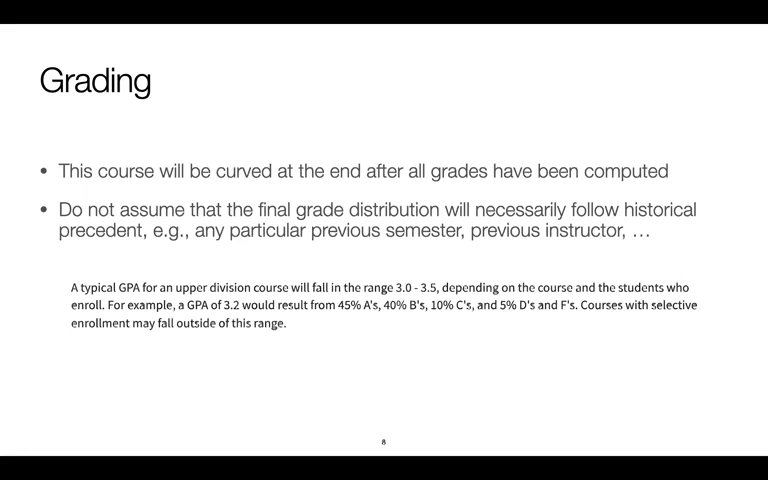 Grading
• This course will be curved at the end after all grades have been computed
• Do not assume that the final grade distribution will necessarily follow historical
precedent, e.g., any particular previous semester, previous instructor, …
A typical GPA for an upper division course will fall in the range 3.0 - 3.5, depending on the course and the students who
enroll. For example, a GPA of 3.2 would result from 45% A's, 40% B's, 10% C's, and 5% D's and F's. Courses with selective
enrollment may fall outside of this range.
8